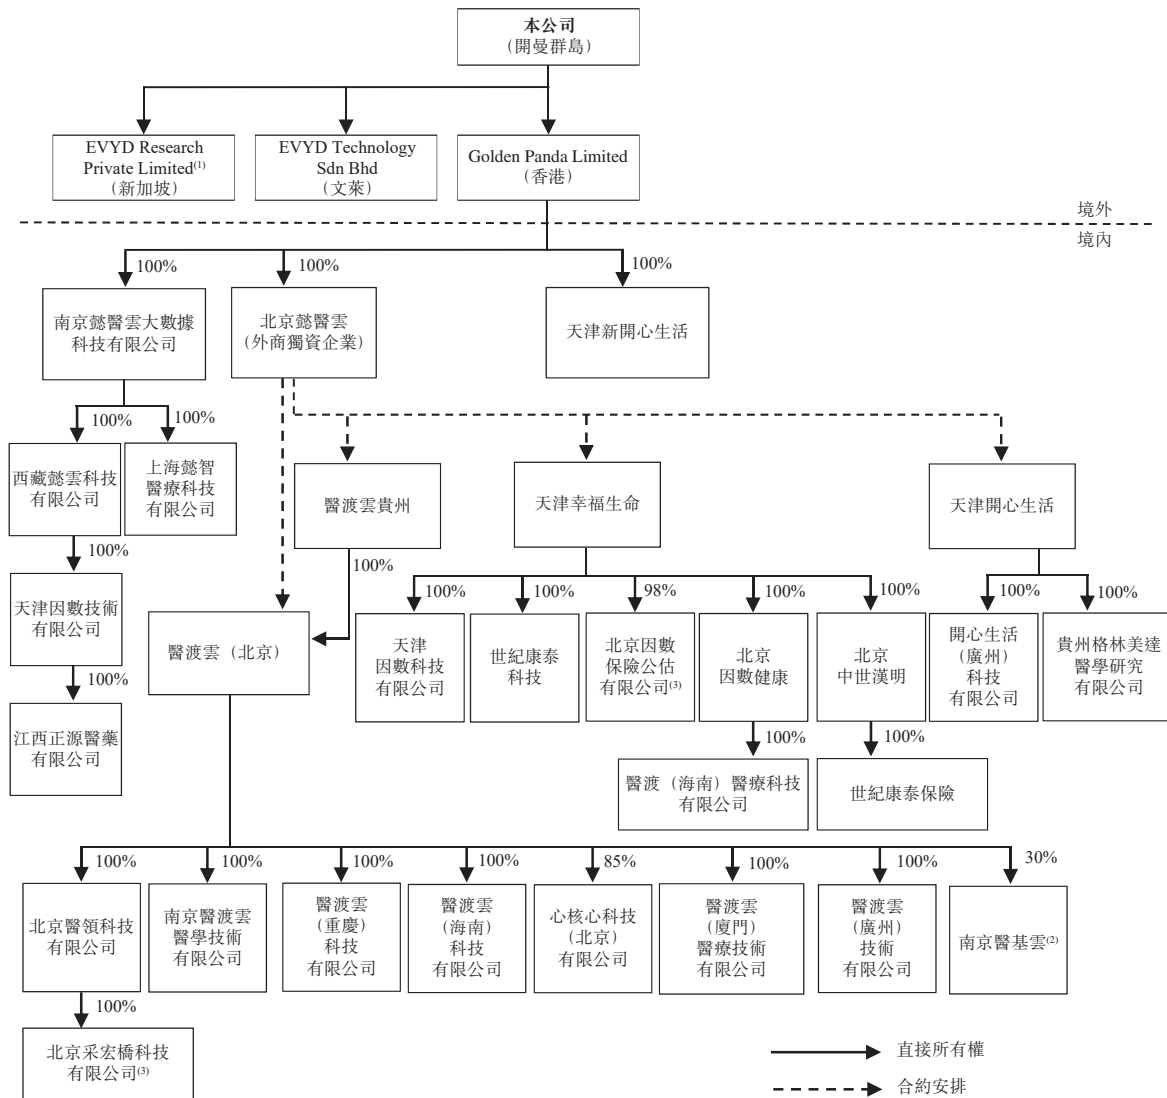 本公司
（開曼群島）
EVYD Research
Private Limited(1)
（新加坡）
EVYD Technology
Sdn Bhd
（文萊）
Golden Panda Limited
（香港）
境外
境內
100%
100%
100%
南京懿醫雲大數據
科技有限公司
北京懿醫雲
（外商獨資企業）
天津新開心生活
100%
100%
西藏懿雲科技
有限公司
上海懿智
醫療科技
有限公司
醫渡雲貴州
天津幸福生命
天津開心生活
100%
100%
天津因數技術
有限公司
100%
江西正源醫藥
有限公司
醫渡雲（北京）
100%
100%
98%
100%
100%
100%
100%
天津
因數科技
有限公司
世紀康泰
科技
北京因數
保險公估
有限公司(3)
北京
因數健康
北京
中世漢明
開心生活
（廣州）
科技
有限公司
貴州格林美達
醫學研究
有限公司
100%
100%
醫渡（海南）醫療科技
有限公司
世紀康泰保險
100%
100%
100%
100%
85%
100%
100%
30%
北京醫領科技
有限公司
南京醫渡雲
醫學技術
有限公司
醫渡雲
（重慶）
科技
有限公司
醫渡雲
（海南）
科技
有限公司
心核心科技
（北京）
有限公司
醫渡雲
（廈門）
醫療技術
有限公司
醫渡雲
（廣州）
技術
有限公司
南京醫基雲(2)
100%
北京采宏橋科技
有限公司(3)
直接所有權
合約安排